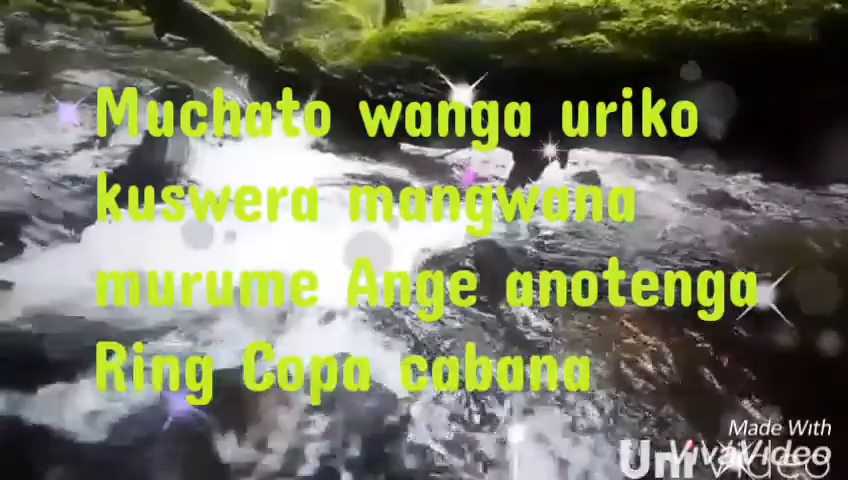 Muchato wanga uriko
kuswera mangwana
murume Ange anotenga
Ring Copa cabana
Made With
VivaVideo